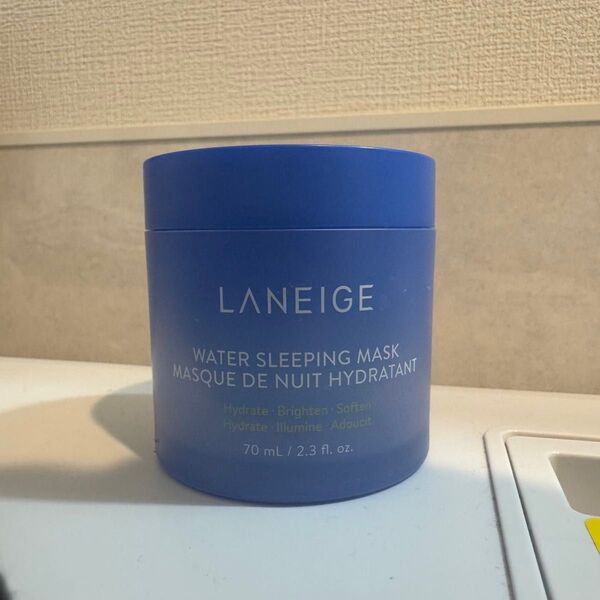 LANEIGE
WATER SLEEPING MASK
MASQUE DE NUIT HYDRATANT
Hydrate · Brighten · Soften
Hydrate · Illumine · Adoucit
70 mL / 2.3 fl. oz.